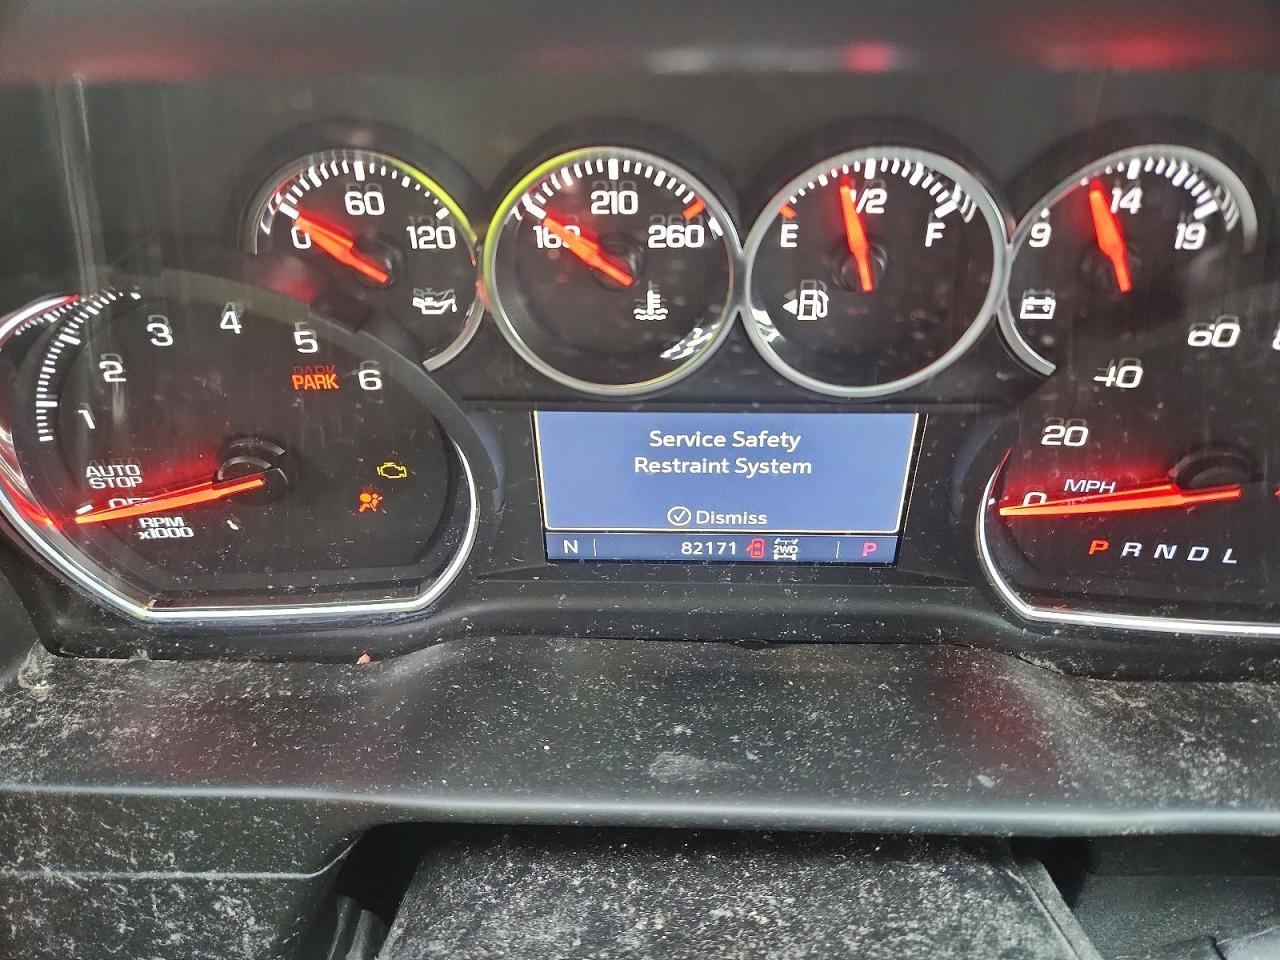 0 60 120
160 210 260
E 1/2 F
9 14 19
1 2 3 4 5 6
PARK
AUTO
STOP
OFF
RPM
x1000
Service Safety
Restraint System
Dismiss
N 82171 2WD P
0 20 40 60
MPH
P R N D L